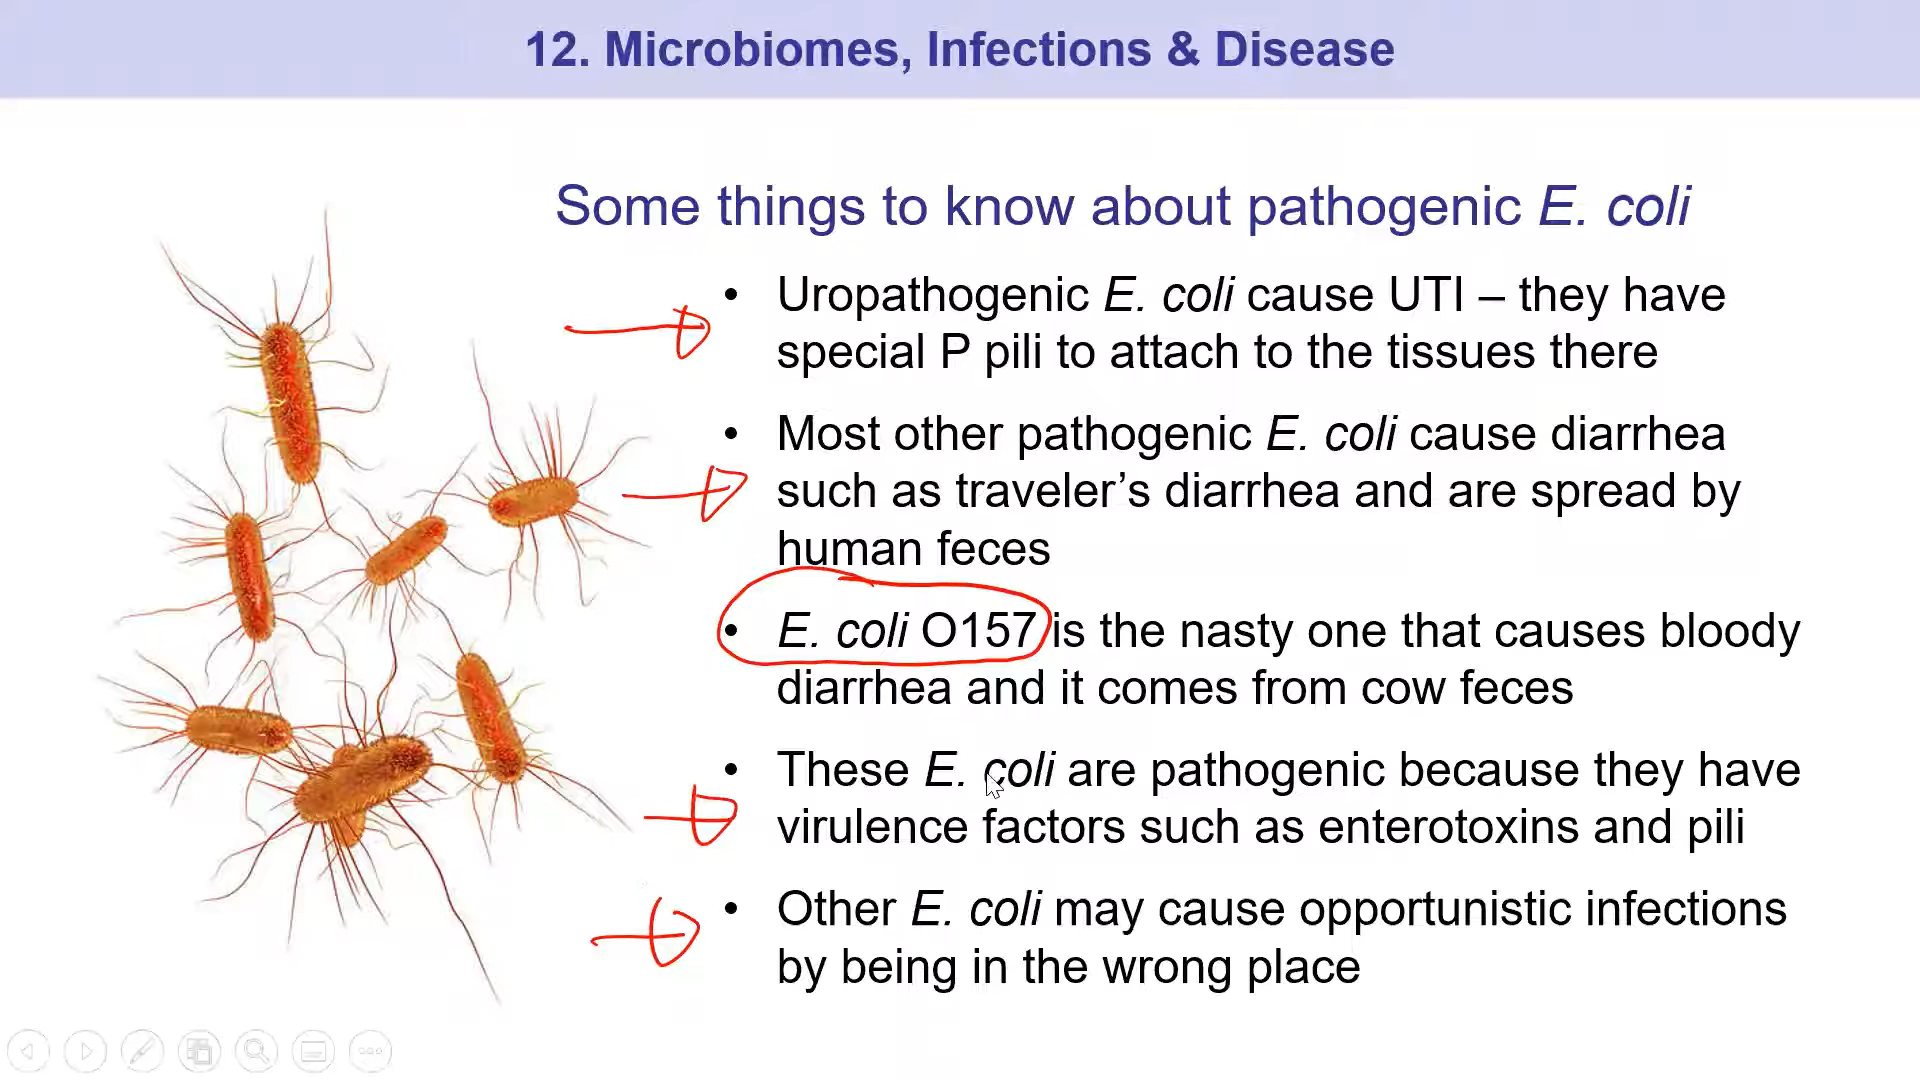 12. Microbiomes, Infections & Disease
Some things to know about pathogenic E. coli
• Uropathogenic E. coli cause UTI – they have
special P pili to attach to the tissues there
• Most other pathogenic E. coli cause diarrhea
such as traveler’s diarrhea and are spread by
human feces
• E. coli O157 is the nasty one that causes bloody
diarrhea and it comes from cow feces
• These E. coli are pathogenic because they have
virulence factors such as enterotoxins and pili
• Other E. coli may cause opportunistic infections
by being in the wrong place